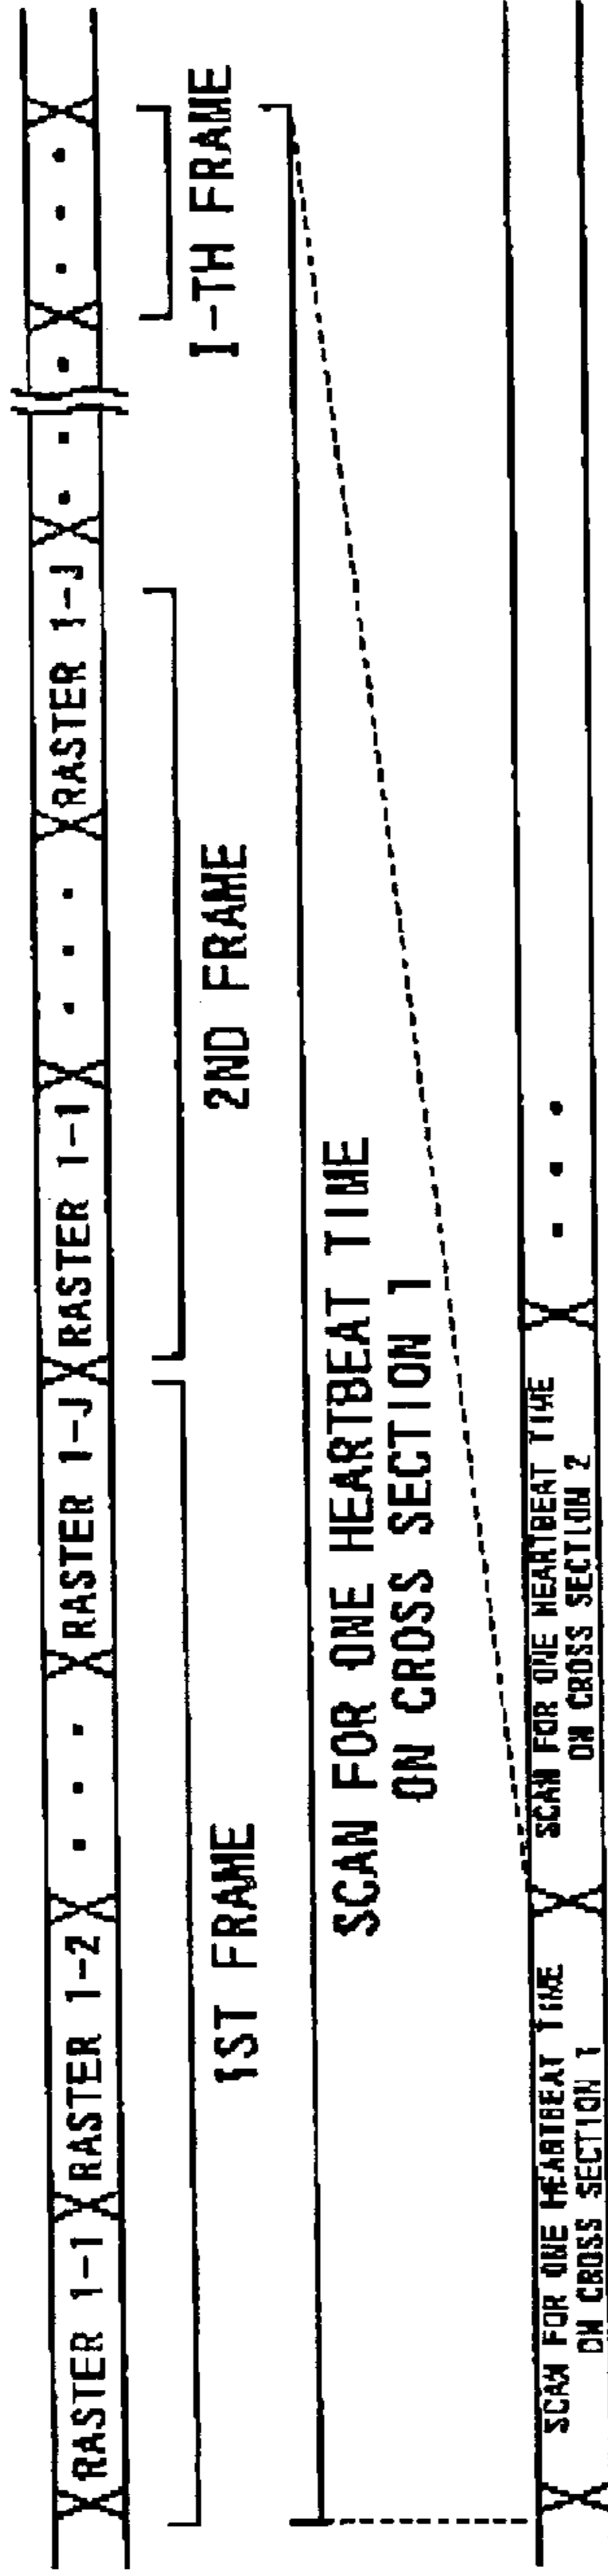 RASTER 1-1 RASTER 1-2 . . . RASTER 1-J RASTER 1-1 . . . RASTER 1-J . . . . . . .
1ST FRAME
2ND FRAME
I-TH FRAME
SCAN FOR ONE HEARTBEAT TIME
ON CROSS SECTION 1
SCAN FOR ONE HEARTBEAT TIME
ON CROSS SECTION 1
SCAN FOR ONE HEARTBEAT TIME
ON CROSS SECTION 2
. . .